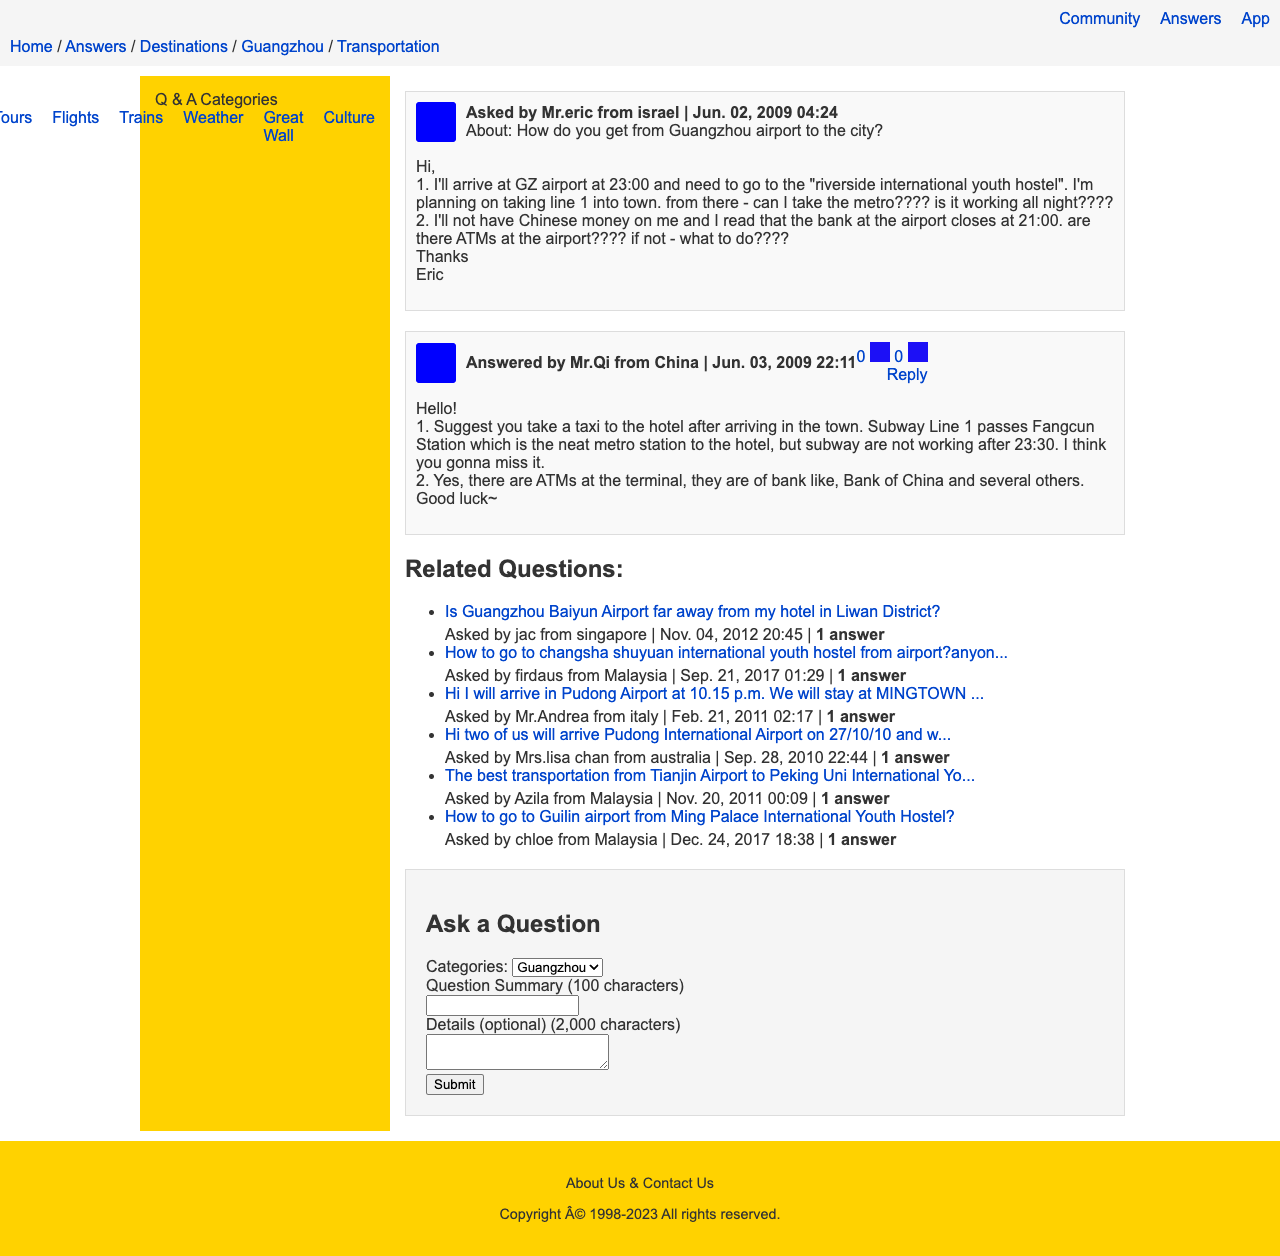 Community Answers App
Home / Answers / Destinations / Guangzhou / Transportation
Q & A Categories
ours Flights Trains Weather Great Wall Culture
Asked by Mr.eric from israel | Jun. 02, 2009 04:24
About: How do you get from Guangzhou airport to the city?
Hi,
1. I'll arrive at GZ airport at 23:00 and need to go to the "riverside international youth hostel". I'm
planning on taking line 1 into town. from there - can I take the metro???? is it working all night????
2. I'll not have Chinese money on me and I read that the bank at the airport closes at 21:00. are
there ATMs at the airport???? if not - what to do????
Thanks
Eric
Answered by Mr.Qi from China | Jun. 03, 2009 22:11 0 0
Reply
Hello!
1. Suggest you take a taxi to the hotel after arriving in the town. Subway Line 1 passes Fangcun
Station which is the neat metro station to the hotel, but subway are not working after 23:30. I think
you gonna miss it.
2. Yes, there are ATMs at the terminal, they are of bank like, Bank of China and several others.
Good luck~
Related Questions:
Is Guangzhou Baiyun Airport far away from my hotel in Liwan District?
Asked by jac from singapore | Nov. 04, 2012 20:45 | 1 answer
How to go to changsha shuyuan international youth hostel from airport?anyon...
Asked by firdaus from Malaysia | Sep. 21, 2017 01:29 | 1 answer
Hi I will arrive in Pudong Airport at 10.15 p.m. We will stay at MINGTOWN ...
Asked by Mr.Andrea from italy | Feb. 21, 2011 02:17 | 1 answer
Hi two of us will arrive Pudong International Airport on 27/10/10 and w...
Asked by Mrs.lisa chan from australia | Sep. 28, 2010 22:44 | 1 answer
The best transportation from Tianjin Airport to Peking Uni International Yo...
Asked by Azila from Malaysia | Nov. 20, 2011 00:09 | 1 answer
How to go to Guilin airport from Ming Palace International Youth Hostel?
Asked by chloe from Malaysia | Dec. 24, 2017 18:38 | 1 answer
Ask a Question
Categories: Guangzhou
Question Summary (100 characters)
Details (optional) (2,000 characters)
Submit
About Us & Contact Us
Copyright Â© 1998-2023 All rights reserved.